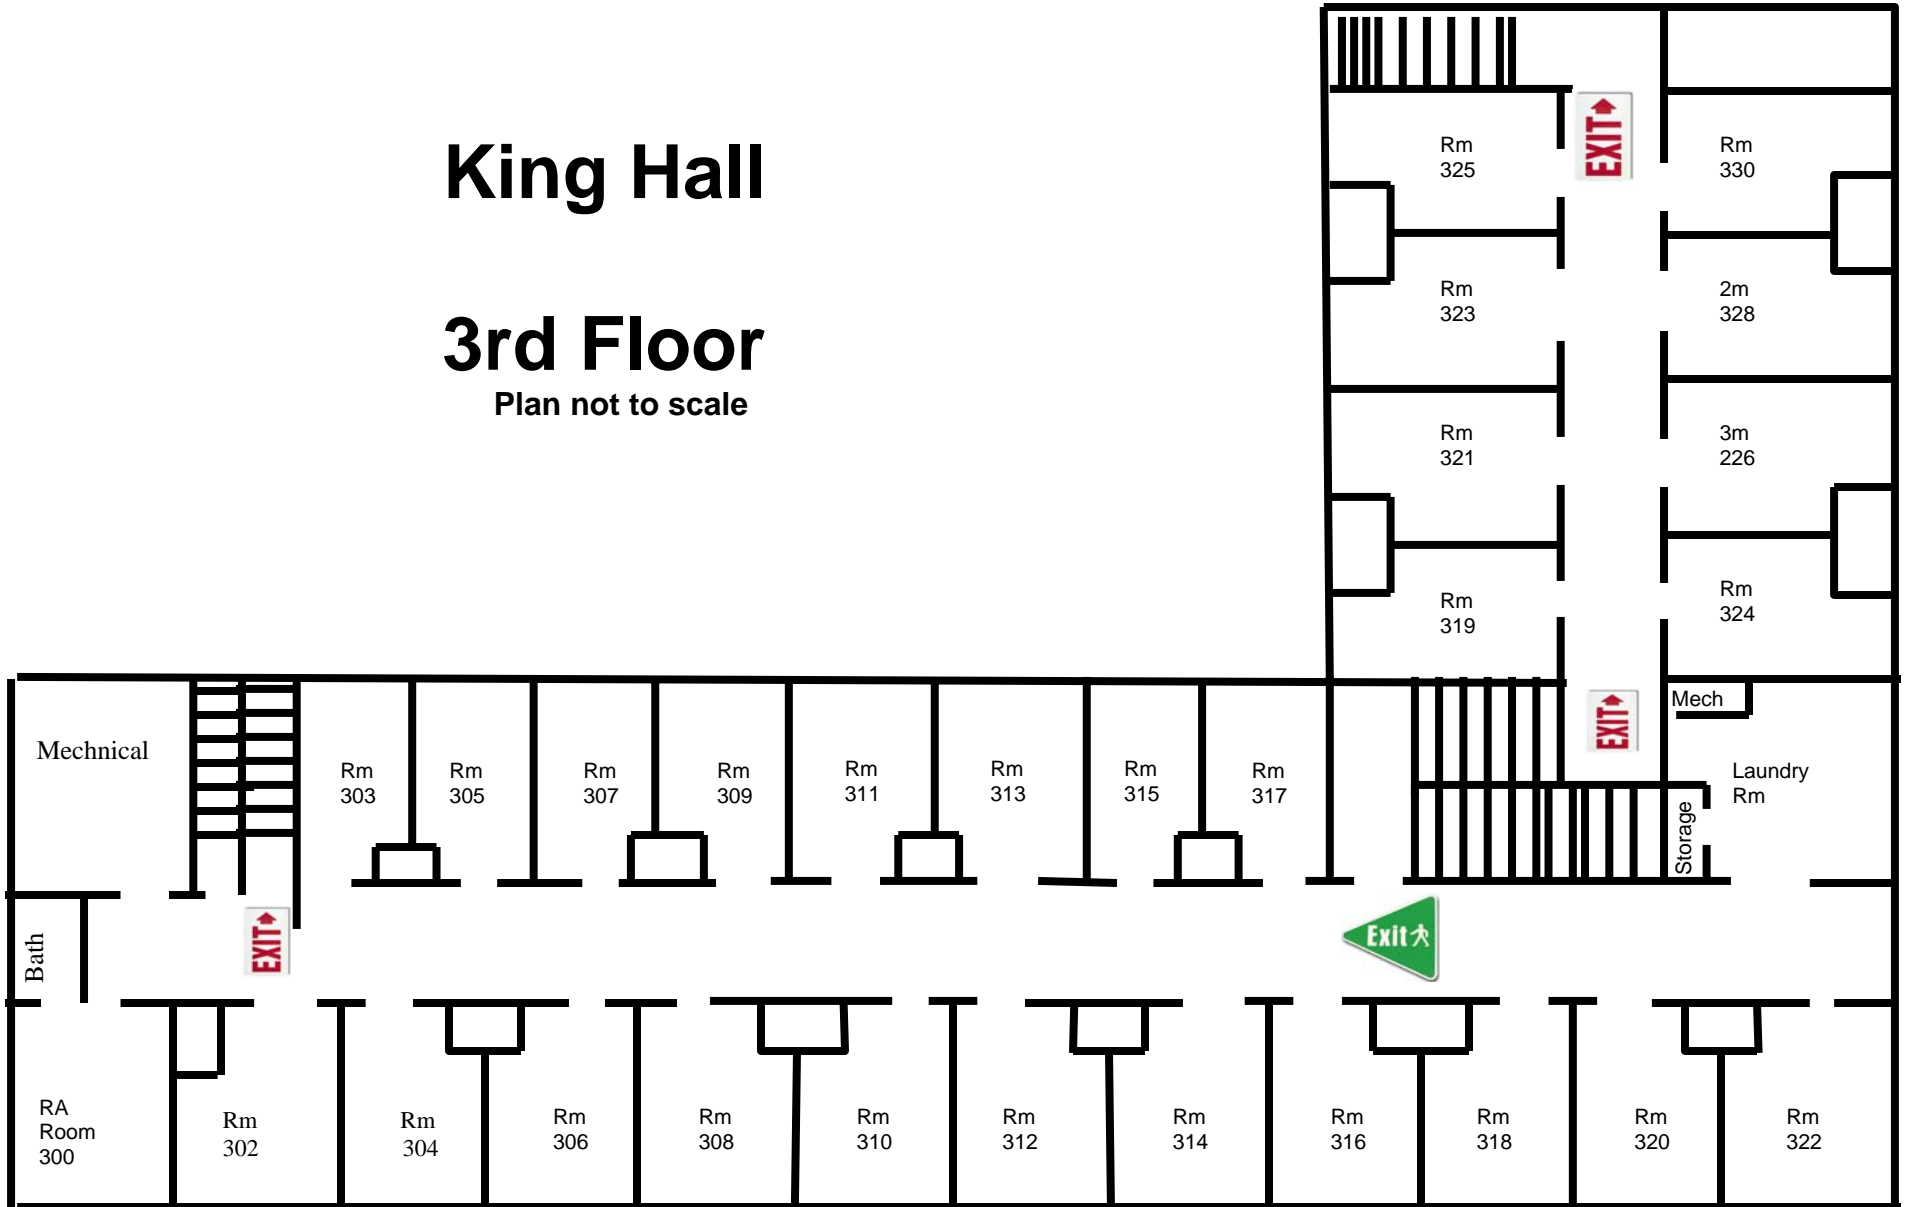 King Hall
3rd Floor
Plan not to scale
EXIT
Rm
325
Rm
330
Rm
323
2m
328
Rm
321
3m
226
Rm
319
Rm
324
Mechnical
Rm
303
Rm
305
Rm
307
Rm
309
Rm
311
Rm
313
Rm
315
Rm
317
EXIT
Mech
Laundry
Rm
Storage
Bath
EXIT
Exit
RA
Room
300
Rm
302
Rm
304
Rm
306
Rm
308
Rm
310
Rm
312
Rm
314
Rm
316
Rm
318
Rm
320
Rm
322